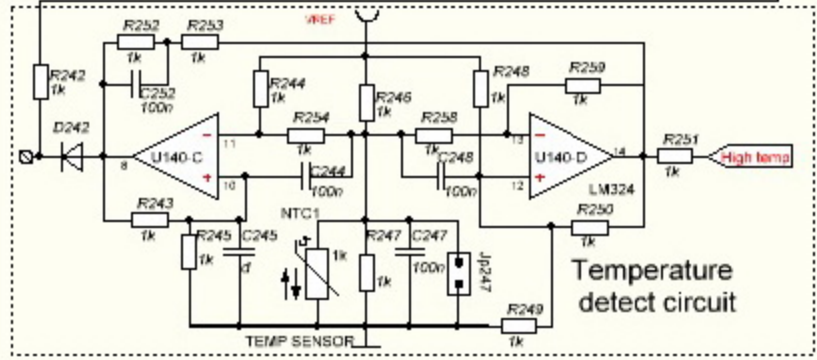 VREF
R252
1k
R253
1k
C252
100n
R242
1k
D242
8
U140-C
-
+
11
10
R244
1k
R254
1k
C244
100n
R246
1k
R258
1k
C248
100n
R248
1k
R259
1k
-
+
13
12
U140-D
14
LM324
R251
1k
High temp
R250
1k
R243
1k
R245
1k
C245
d
NTC1
1k
R247
1k
C247
100n
Jp247
R249
1k
TEMP SENSOR
Temperature
detect circuit